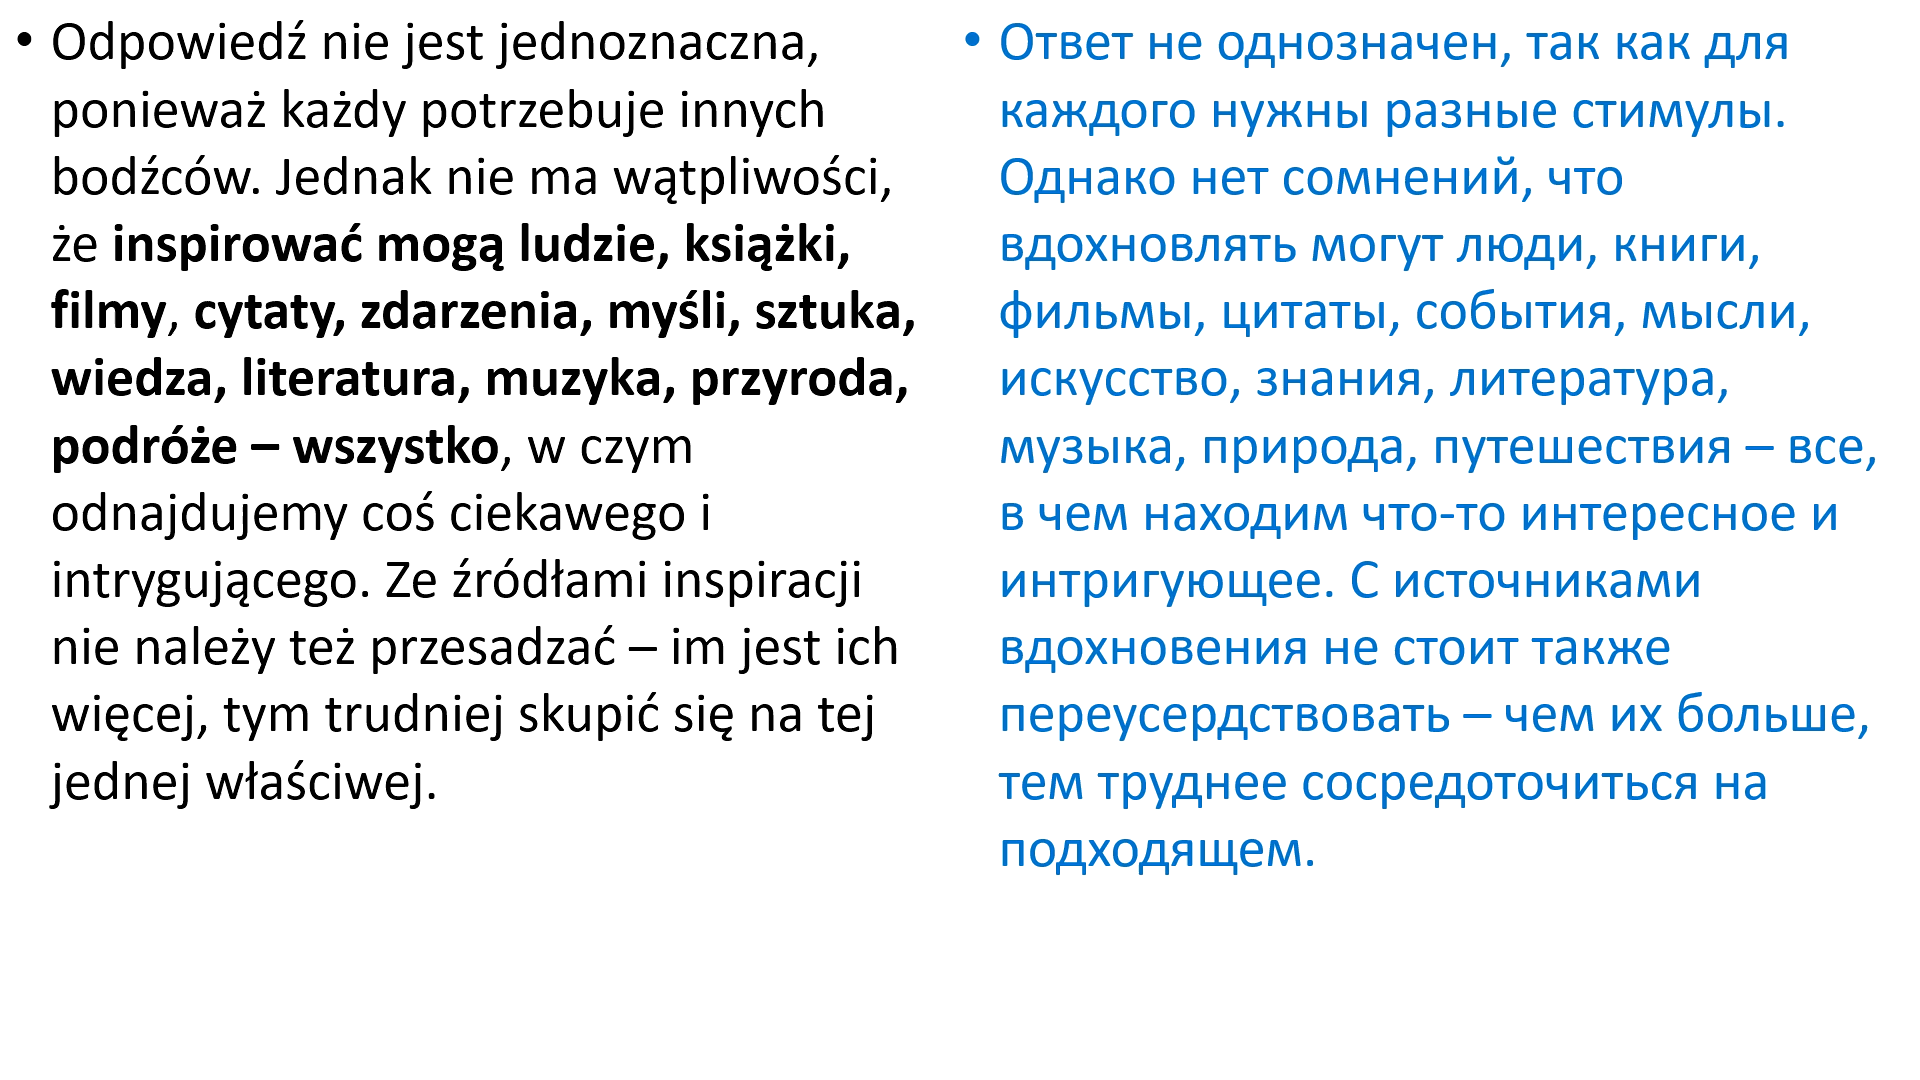 • Odpowiedź nie jest jednoznaczna,
ponieważ każdy potrzebuje innych
bodźców. Jednak nie ma wątpliwości,
że inspirować mogą ludzie, książki,
filmy, cytaty, zdarzenia, myśli, sztuka,
wiedza, literatura, muzyka, przyroda,
podróże – wszystko, w czym
odnajdujemy coś ciekawego i
intrygującego. Ze źródłami inspiracji
nie należy też przesadzać – im jest ich
więcej, tym trudniej skupić się na tej
jednej właściwej.
• Ответ не однозначен, так как для
каждого нужны разные стимулы.
Однако нет сомнений, что
вдохновлять могут люди, книги,
фильмы, цитаты, события, мысли,
искусство, знания, литература,
музыка, природа, путешествия – все,
в чем находим что-то интересное и
интригующее. С источниками
вдохновения не стоит также
переусердствовать – чем их больше,
тем труднее сосредоточиться на
подходящем.